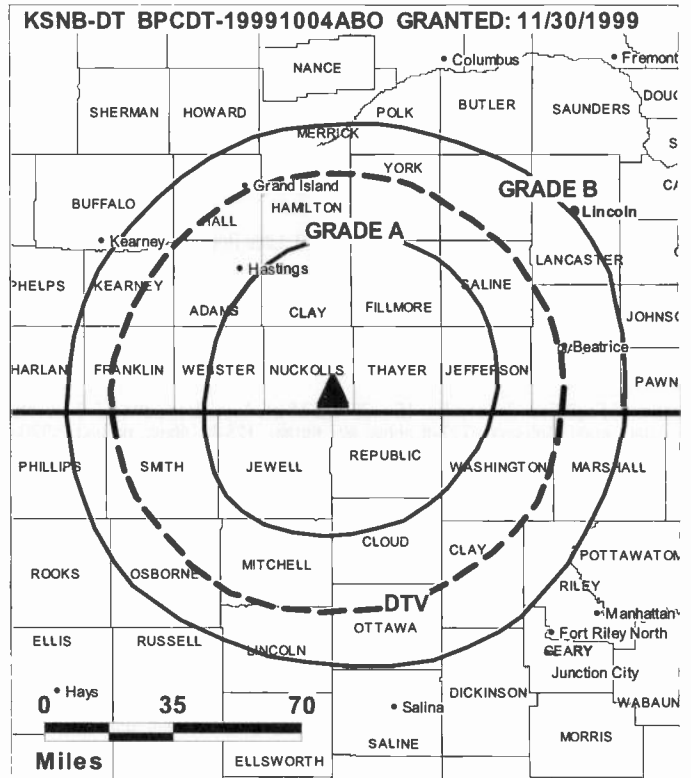 KSNB-DT BPCDT-19991004ABO GRANTED: 11/30/1999
NANCE
Columbus
Fremont
SHERMAN
HOWARD
POLK
BUTLER
SAUNDERS
DOUG
MERRICK
S
YORK
CA
BUFFALO
Grand Island
HAMILTON
GRADE B
Lincoln
HALL
GRADE A
Kearney
Hastings
LANCASTER
PHELPS
KEARNEY
SALINE
ADAMS
CLAY
FILLMORE
JOHNSO
Beatrice
HARLAN
FRANKLIN
WEBSTER
NUCKOLLS
THAYER
JEFFERSON
PAWN
PHILLIPS
SMITH
JEWELL
REPUBLIC
WASHINGTON
MARSHALL
CLOUD
CLAY
MITCHELL
POTTAWATOM
ROOKS
OSBORNE
RILEY
DTV
Manhattan
OTTAWA
Fort Riley North
ELLIS
RUSSELL
LINCOLN
GEARY
Junction City
Hays
DICKINSON
WABAUN
0 35 70
Salina
MORRIS
SALINE
Miles
ELLSWORTH